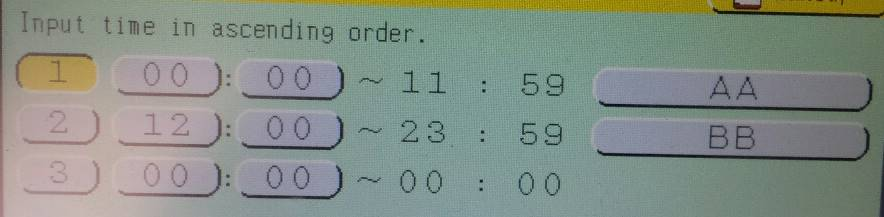 Input time in ascending order.
1 00 : 00 ~ 11 : 59 AA
2 12 : 00 ~ 23 : 59 BB
3 00 : 00 ~ 00 : 00